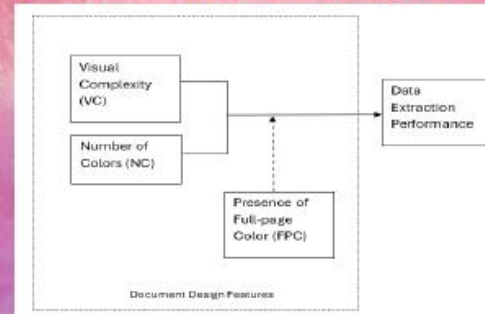 Visual
Complexity
(VC)
Number of
Colors (NC)
Data
Extraction
Performance
Presence of
Full-page
Color (FPC)
Document Design Features